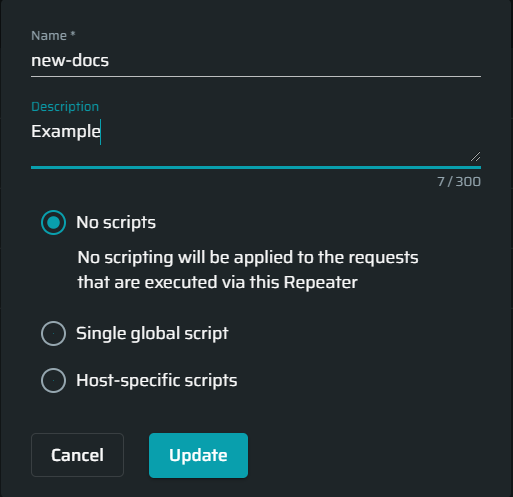 Name *
new-docs
Description
Example
7 / 300
No scripts
No scripting will be applied to the requests
that are executed via this Repeater
Single global script
Host-specific scripts
Cancel
Update